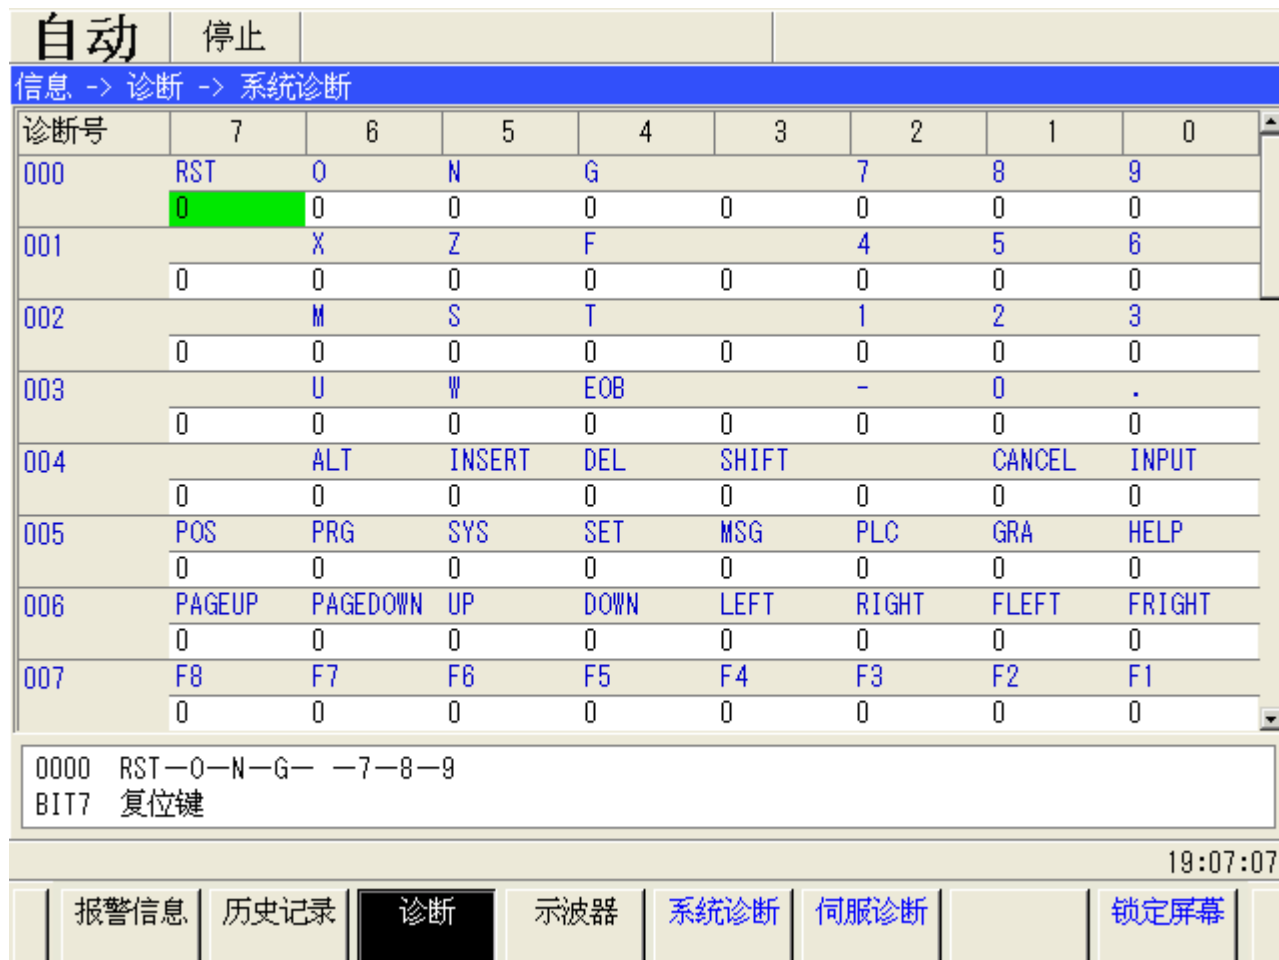 自动 停止
信息 -> 诊断 -> 系统诊断
诊断号 7 6 5 4 3 2 1 0
000 RST O N G 7 8 9
0 0 0 0 0 0 0 0
001 X Z F 4 5 6
0 0 0 0 0 0 0 0
002 M S T 1 2 3
0 0 0 0 0 0 0 0
003 U W EOB - 0 .
0 0 0 0 0 0 0 0
004 ALT INSERT DEL SHIFT CANCEL INPUT
0 0 0 0 0 0 0 0
005 POS PRG SYS SET MSG PLC GRA HELP
0 0 0 0 0 0 0 0
006 PAGEUP PAGEDOWN UP DOWN LEFT RIGHT FLEFT FRIGHT
0 0 0 0 0 0 0 0
007 F8 F7 F6 F5 F4 F3 F2 F1
0 0 0 0 0 0 0 0
0000 RST—O—N—G— —7—8—9
BIT7 复位键
19:07:07
报警信息 历史记录 诊断 示波器 系统诊断 伺服诊断 锁定屏幕